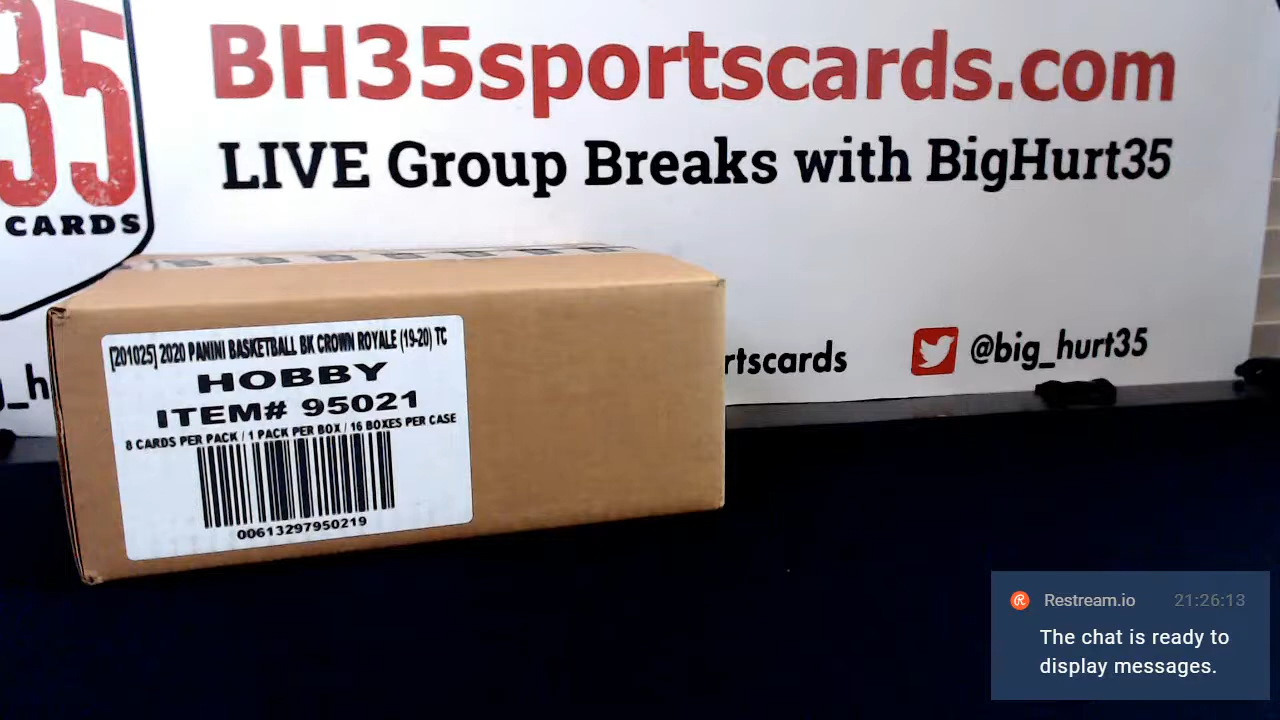 BH35sportscards.com
35
LIVE Group Breaks with BigHurt35
CARDS
[201025] 2020 PANINI BASKETBALL BK CROWN ROYALE (19-20) TC
HOBBY
ITEM# 95021
8 CARDS PER PACK / 1 PACK PER BOX / 16 BOXES PER CASE
00613297950219
rtscards
@big_hurt35
_h
Restream.io 21:26:13
The chat is ready to
display messages.